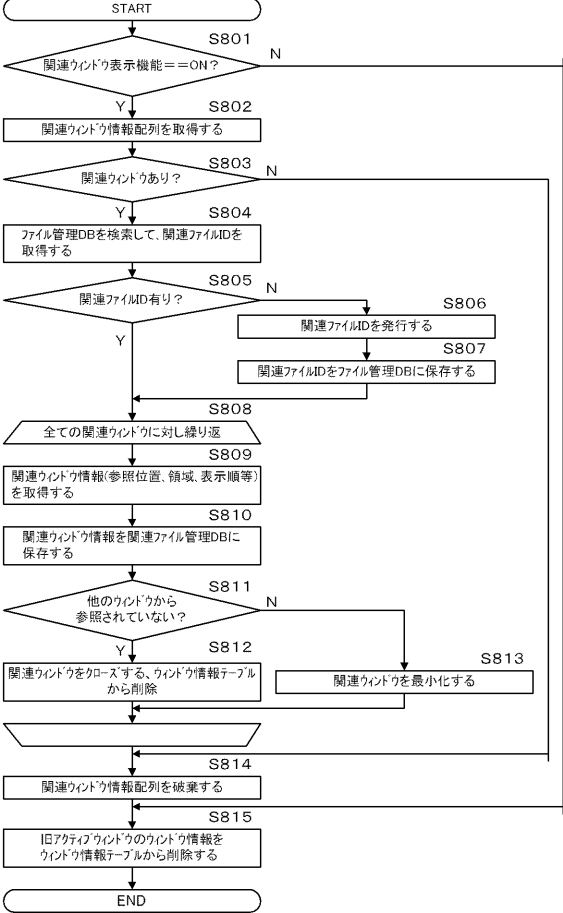 START
S801
関連ウィンドウ表示機能==ON?
N
Y
S802
関連ウィンドウ情報配列を取得する
S803
関連ウィンドウあり?
N
Y
S804
ファイル管理DBを検索して、関連ファイルIDを
取得する
S805
関連ファイルID有り?
N
Y
S806
関連ファイルIDを発行する
S807
関連ファイルIDをファイル管理DBに保存する
S808
全ての関連ウィンドウに対し繰り返
S809
関連ウィンドウ情報(参照位置、領域、表示順等)
を取得する
S810
関連ウィンドウ情報を関連ファイル管理DBに
保存する
S811
他のウィンドウから
参照されていない?
N
Y
S812
関連ウィンドウをクローズする、ウィンドウ情報テーブル
から削除
S813
関連ウィンドウを最小化する
S814
関連ウィンドウ情報配列を破棄する
S815
旧アクティブウィンドウのウィンドウ情報を
ウィンドウ情報テーブルから削除する
END